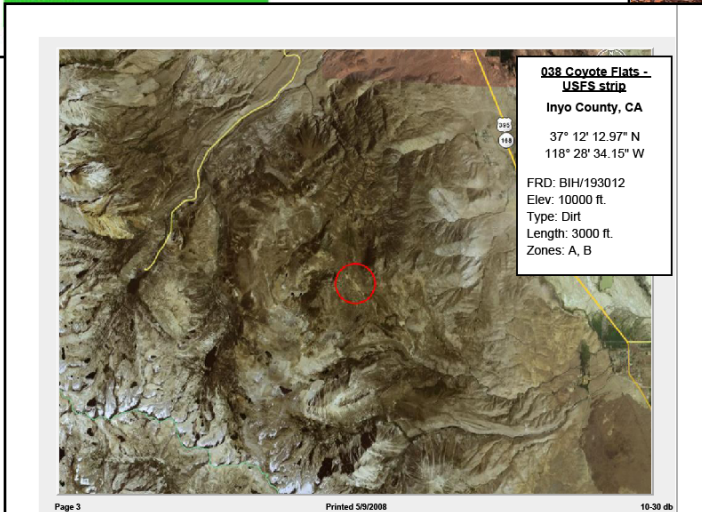 038 Coyote Flats -
USFS strip
Inyo County, CA
37° 12' 12.97" N
118° 28' 34.15" W
FRD: BIH/193012
Elev: 10000 ft.
Type: Dirt
Length: 3000 ft.
Zones: A, B
395
168
Page 3
Printed 5/9/2008
10-30 db